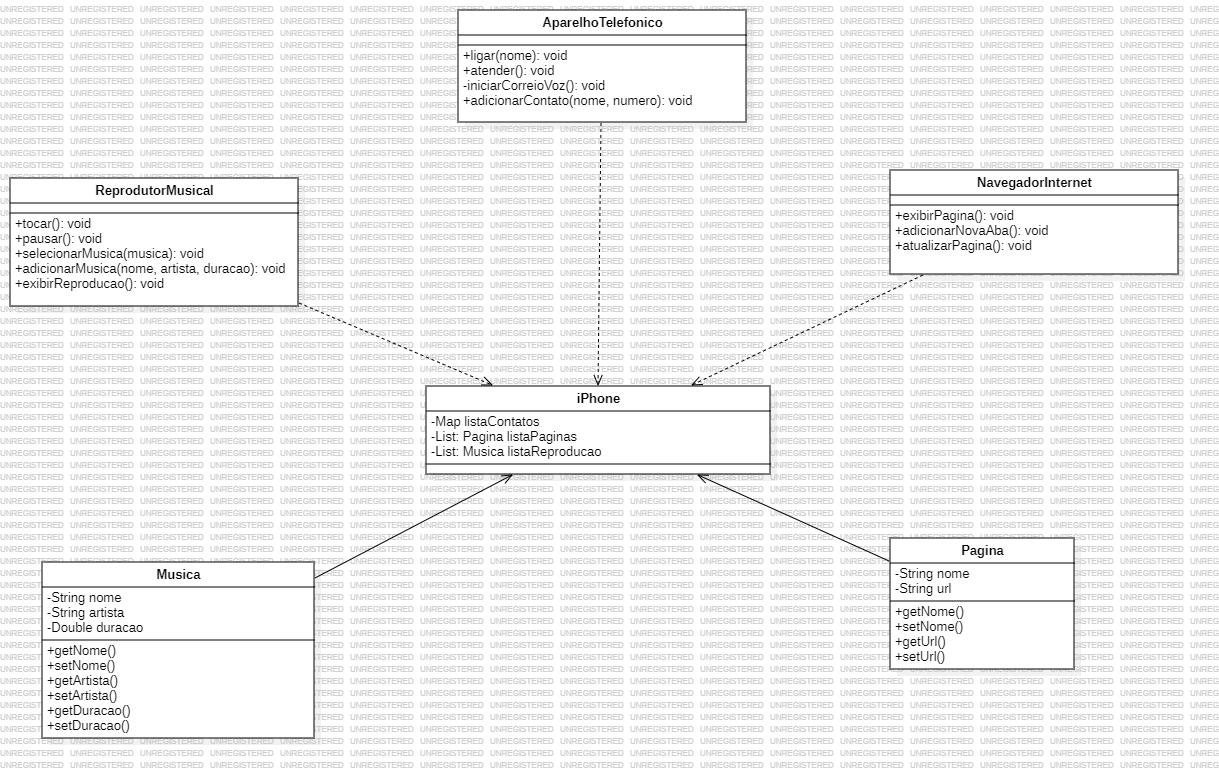 AparelhoTelefonico
+ligar(nome): void
+atender(): void
-iniciarCorreioVoz(): void
+adicionarContato(nome, numero): void
ReprodutorMusical
+tocar(): void
+pausar(): void
+selecionarMusica(musica): void
+adicionarMusica(nome, artista, duracao): void
+exibirReproducao(): void
NavegadorInternet
+exibirPagina(): void
+adicionarNovaAba(): void
+atualizarPagina(): void
iPhone
-Map listaContatos
-List: Pagina listaPaginas
-List: Musica listaReproducao
Musica
-String nome
-String artista
-Double duracao
+getNome()
+setNome()
+getArtista()
+setArtista()
+getDuracao()
+setDuracao()
Pagina
-String nome
-String url
+getNome()
+setNome()
+getUrl()
+setUrl()
UNREGISTERED